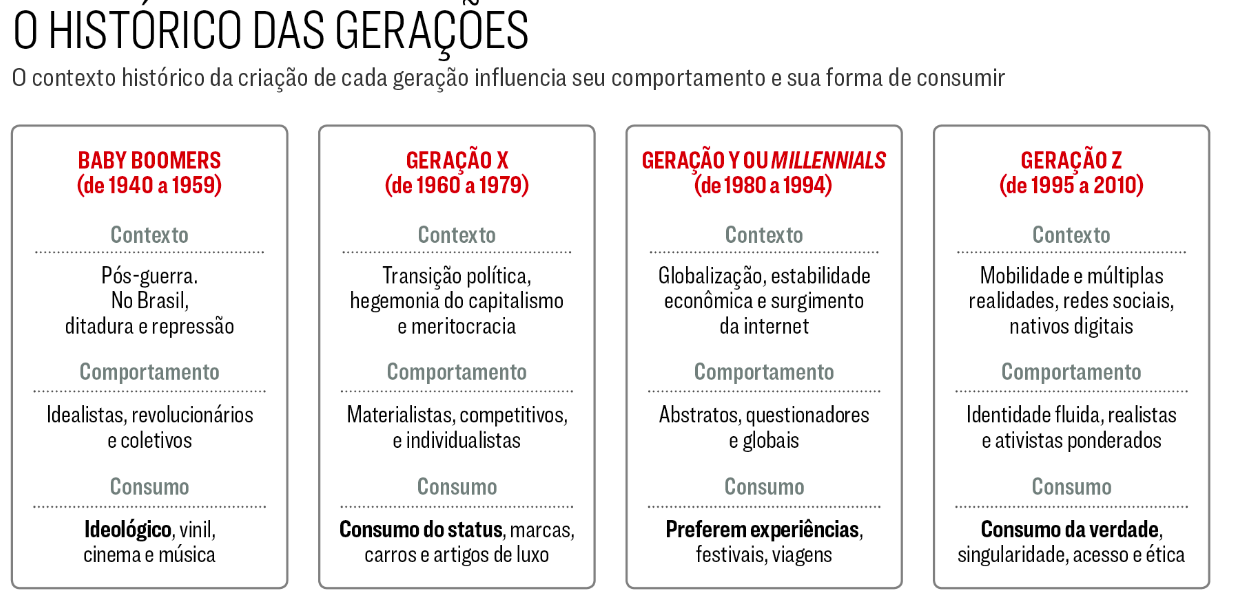 O HISTÓRICO DAS GERAÇÕES
O contexto histórico da criação de cada geração influencia seu comportamento e sua forma de consumir
BABY BOOMERS
(de 1940 a 1959)
Contexto
Pós-guerra.
No Brasil,
ditadura e repressão
Comportamento
Idealistas, revolucionários
e coletivos
Consumo
Ideológico, vinil,
cinema e música
GERAÇÃO X
(de 1960 a 1979)
Contexto
Transição política,
hegemonia do capitalismo
e meritocracia
Comportamento
Materialistas, competitivos,
e individualistas
Consumo
Consumo do status, marcas,
carros e artigos de luxo
GERAÇÃO Y OU MILLENNIALS
(de 1980 a 1994)
Contexto
Globalização, estabilidade
econômica e surgimento
da internet
Comportamento
Abstratos, questionadores
e globais
Consumo
Preferem experiências,
festivais, viagens
GERAÇÃO Z
(de 1995 a 2010)
Contexto
Mobilidade e múltiplas
realidades, redes sociais,
nativos digitais
Comportamento
Identidade fluida, realistas
e ativistas ponderados
Consumo
Consumo da verdade,
singularidade, acesso e ética